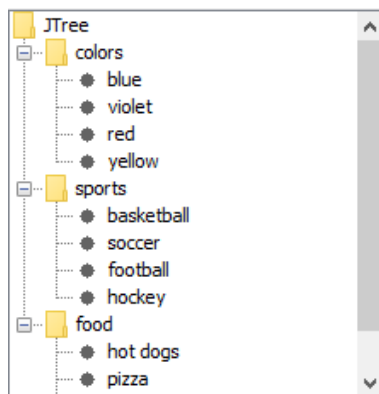 JTree
colors
blue
violet
red
yellow
sports
basketball
soccer
football
hockey
food
hot dogs
pizza